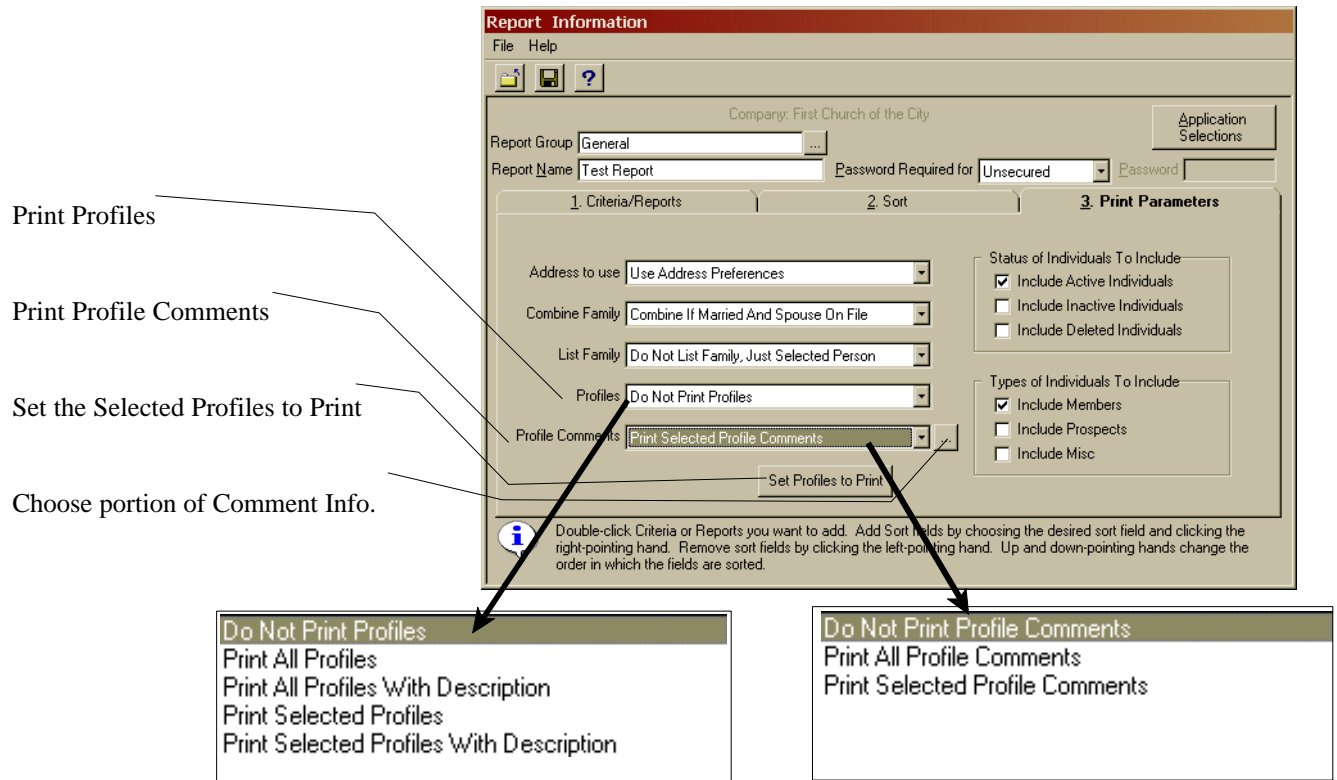 Report Information
File Help
?
Company: First Church of the City
Application
Selections
Report Group General ...
Report Name Test Report Password Required for Unsecured Password
1. Criteria/Reports 2. Sort 3. Print Parameters
Print Profiles
Print Profile Comments
Set the Selected Profiles to Print
Choose portion of Comment Info.
Address to use Use Address Preferences
Combine Family Combine If Married And Spouse On File
List Family Do Not List Family, Just Selected Person
Profiles Do Not Print Profiles
Profile Comments Print Selected Profile Comments ...
Set Profiles to Print
Status of Individuals To Include
Include Active Individuals
Include Inactive Individuals
Include Deleted Individuals
Types of Individuals To Include
Include Members
Include Prospects
Include Misc
i
Double-click Criteria or Reports you want to add. Add Sort fields by choosing the desired sort field and clicking the
right-pointing hand. Remove sort fields by clicking the left-pointing hand. Up and down-pointing hands change the
order in which the fields are sorted.
Do Not Print Profiles
Print All Profiles
Print All Profiles With Description
Print Selected Profiles
Print Selected Profiles With Description
Do Not Print Profile Comments
Print All Profile Comments
Print Selected Profile Comments